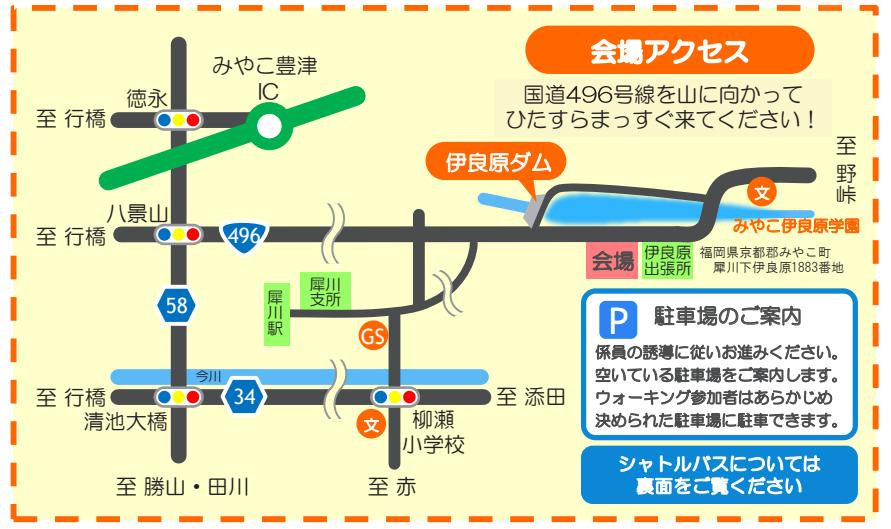 会場アクセス
国道496号線を山に向かって
ひたすらまっすぐ来てください！
みやこ豊津
IC
徳永
至 行橋
伊良原ダム
至 野峠
文
みやこ伊良原学園
八景山
至 行橋
496
会場
伊良原
出張所
福岡県京都郡みやこ町
犀川下伊良原1883番地
58
犀川
支所
犀川駅
GS
P
駐車場のご案内
係員の誘導に従いお進みください。
空いている駐車場をご案内します。
ウォーキング参加者はあらかじめ
決められた駐車場に駐車できます。
今川
至 行橋
34
至 添田
清池大橋
文
柳瀬
小学校
シャトルバスについては
裏面をご覧ください
至 勝山・田川
至 赤